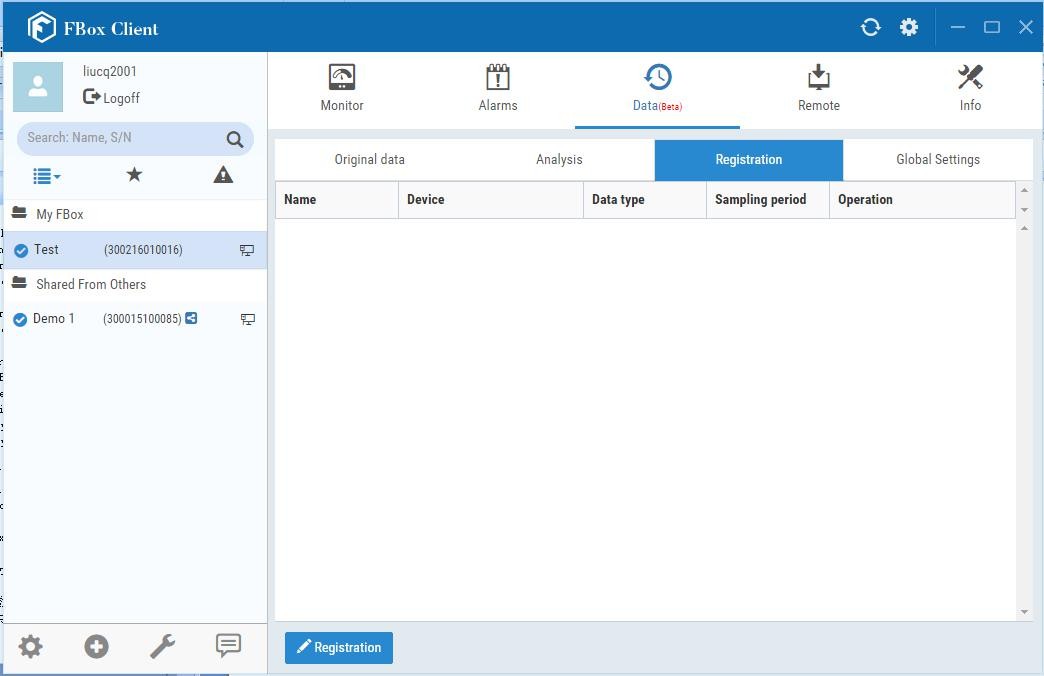 FBox Client
liucq2001
Logoff
Search: Name, S/N
My FBox
Test (300216010016)
Shared From Others
Demo 1 (300015100085)
Monitor Alarms Data(Beta) Remote Info
Original data Analysis Registration Global Settings
Name Device Data type Sampling period Operation
Registration